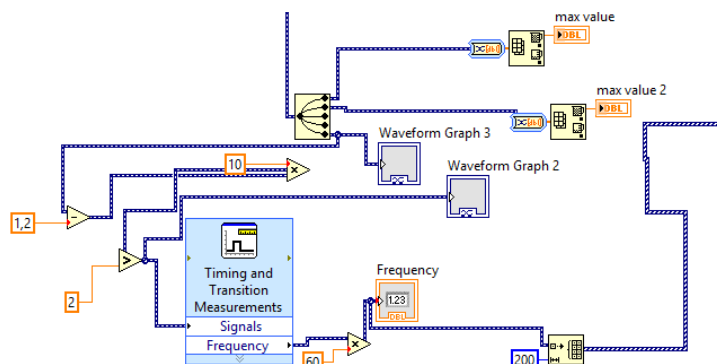 max value
DBL
max value 2
DBL
Waveform Graph 3
10
Waveform Graph 2
1,2
2
Timing and
Transition
Measurements
Signals
Frequency
Frequency
1.23
DBL
60
200